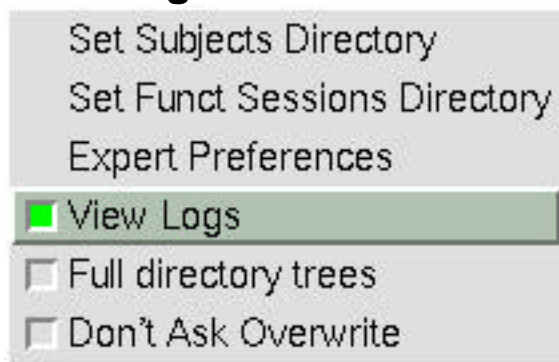 Set Subjects Directory
Set Funct Sessions Directory
Expert Preferences
View Logs
Full directory trees
Don't Ask Overwrite